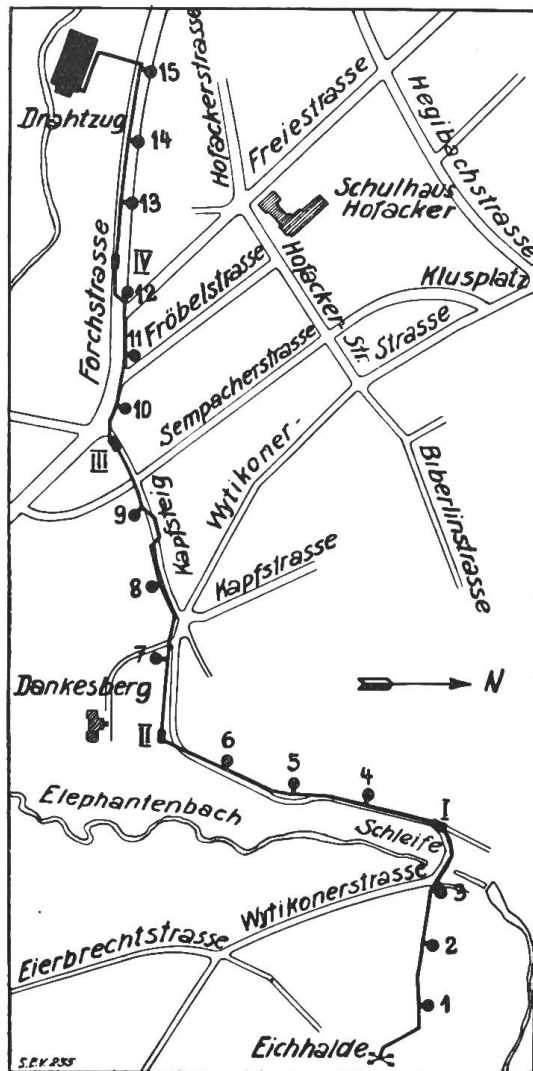 15
Drahtzug
14
Hofackerstrasse
Freiestrasse
Hegibachstrasse
Schulhaus
Hofacker
13
IV
12
Forchstrasse
Fröbelstrasse
Hofacker-Str.
Klusplatz
11
Sempacherstrasse
Strasse
10
III
Wytikoner-
Biberlinstrasse
9
Kapfsteig
8
Kapfstrasse
7
Dankesberg
N
II
6
5
4
I
Elephantenbach
Schleife
3
Wytikonerstrasse
Eierbrechtstrasse
2
1
Eichhalde
S.E.V. 235